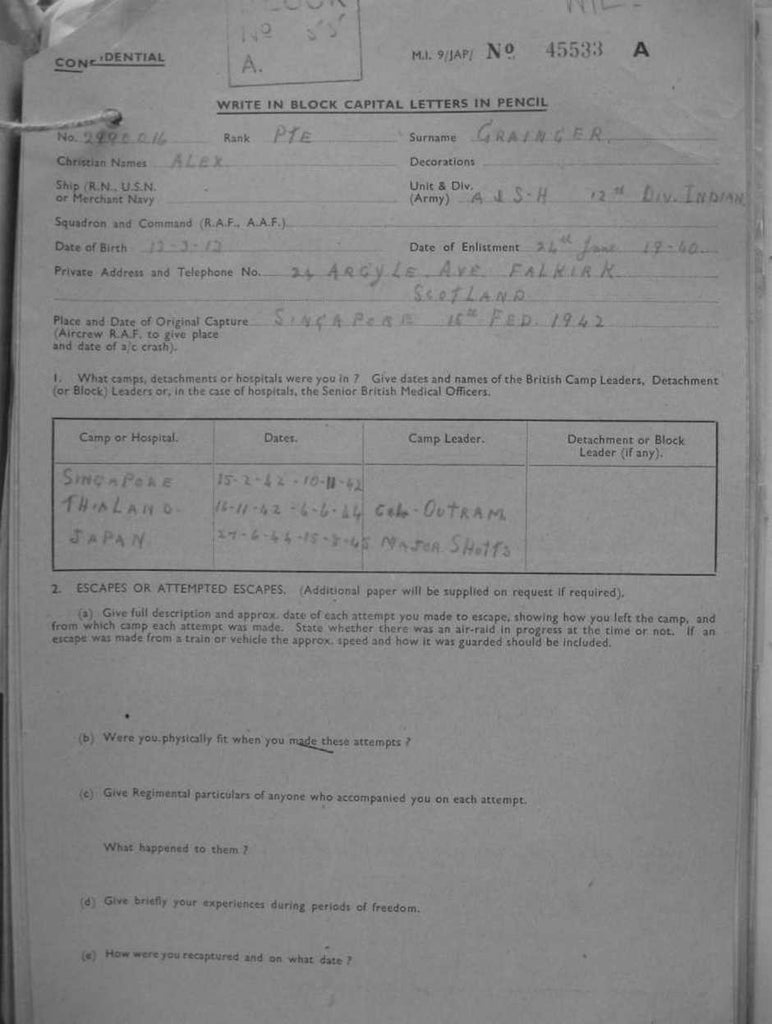 NIL.
Nº 55
A.
CONFIDENTIAL
M.I. 9/JAP/ Nº 45533 A
WRITE IN BLOCK CAPITAL LETTERS IN PENCIL
No. Rank PTE Surname GRAINGER
Christian Names ALEX Decorations
Ship (R.N., U.S.N. or Merchant Navy Unit & Div. (Army) A & S-H 12th DIV. INDIAN
Squadron and Command (R.A.F., A.A.F.)
Date of Birth Date of Enlistment 24th June 19-40
Private Address and Telephone No. 24 ARGYLE AVE FALKIRK
SCOTLAND
Place and Date of Original Capture SINGAPORE 15th FEB. 1942
(Aircrew R.A.F. to give place
and date of a/c crash).
1. What camps, detachments or hospitals were you in ? Give dates and names of the British Camp Leaders, Detachment
(or Block) Leaders or, in the case of hospitals, the Senior British Medical Officers.
Camp or Hospital. Dates. Camp Leader. Detachment or Block Leader (if any).
SINGAPORE 15-2-42-10-11-42
THIALAND. 16-11-42-6-6-44 Col-OUTRAM
JAPAN 27-6-44-15-8-45 MAJOR
2. ESCAPES OR ATTEMPTED ESCAPES. (Additional paper will be supplied on request if required).
(a) Give full description and approx. date of each attempt you made to escape, showing how you left the camp, and
from which camp each attempt was made. State whether there was an air-raid in progress at the time or not. If an
escape was made from a train or vehicle the approx. speed and how it was guarded should be included.
(b) Were you physically fit when you made these attempts ?
(c) Give Regimental particulars of anyone who accompanied you on each attempt.
What happened to them ?
(d) Give briefly your experiences during periods of freedom.
(e) How were you recaptured and on what date ?